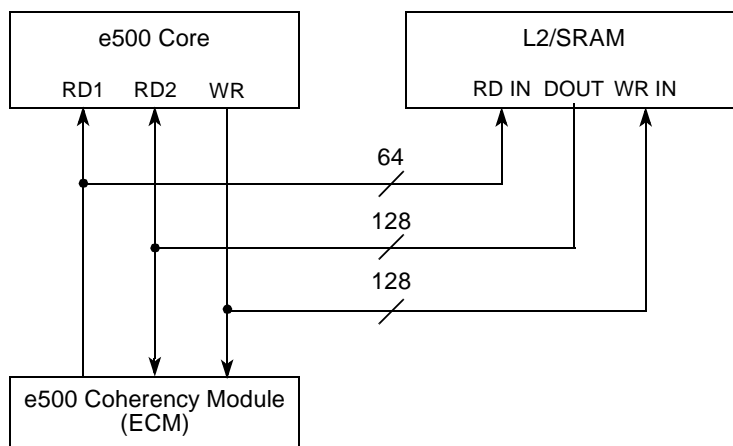 e500 Core
L2/SRAM
RD1 RD2 WR
RD IN DOUT WR IN
64
128
128
e500 Coherency Module
(ECM)